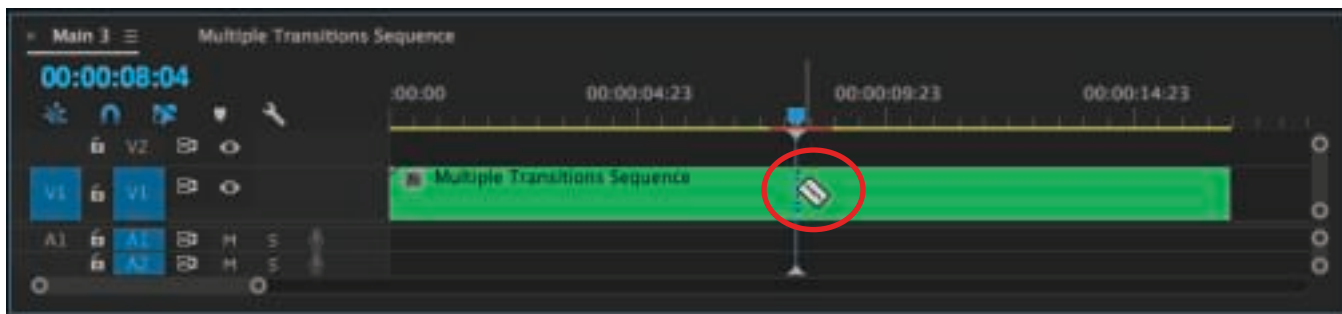 × Main 3 ≡ Multiple Transitions Sequence
00:00:08:04
:00:00 00:00:04:23 00:00:09:23 00:00:14:23
V2
fx Multiple Transitions Sequence
V1 V1
A1 A1 M S
A2 M S